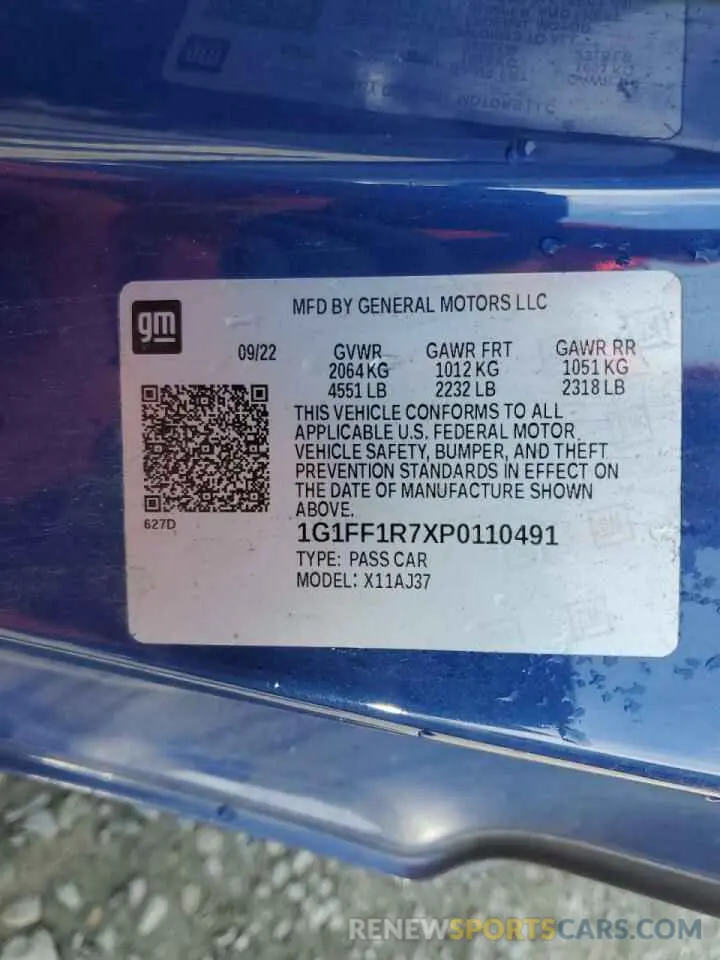 MOTORS LLC
gm
MFD BY GENERAL MOTORS LLC
09/22
GVWR GAWR FRT GAWR RR
2064 KG 1012 KG 1051 KG
4551 LB 2232 LB 2318 LB
THIS VEHICLE CONFORMS TO ALL
APPLICABLE U.S. FEDERAL MOTOR
VEHICLE SAFETY, BUMPER, AND THEFT
PREVENTION STANDARDS IN EFFECT ON
THE DATE OF MANUFACTURE SHOWN
ABOVE.
627D
1G1FF1R7XP0110491
TYPE: PASS CAR
MODEL: X11AJ37
RENEWSPORTSCARS.COM